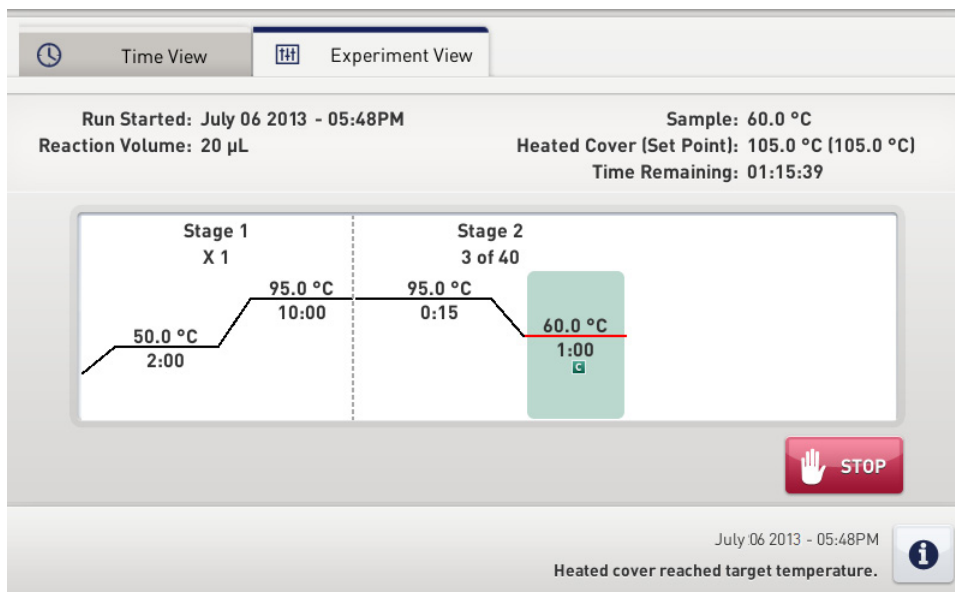 Time View
Experiment View
Run Started: July 06 2013 - 05:48PM
Reaction Volume: 20 µL
Sample: 60.0 °C
Heated Cover (Set Point): 105.0 °C (105.0 °C)
Time Remaining: 01:15:39
Stage 1
X 1
Stage 2
3 of 40
50.0 °C
2:00
95.0 °C
10:00
95.0 °C
0:15
60.0 °C
1:00
C
STOP
July 06 2013 - 05:48PM
Heated cover reached target temperature.